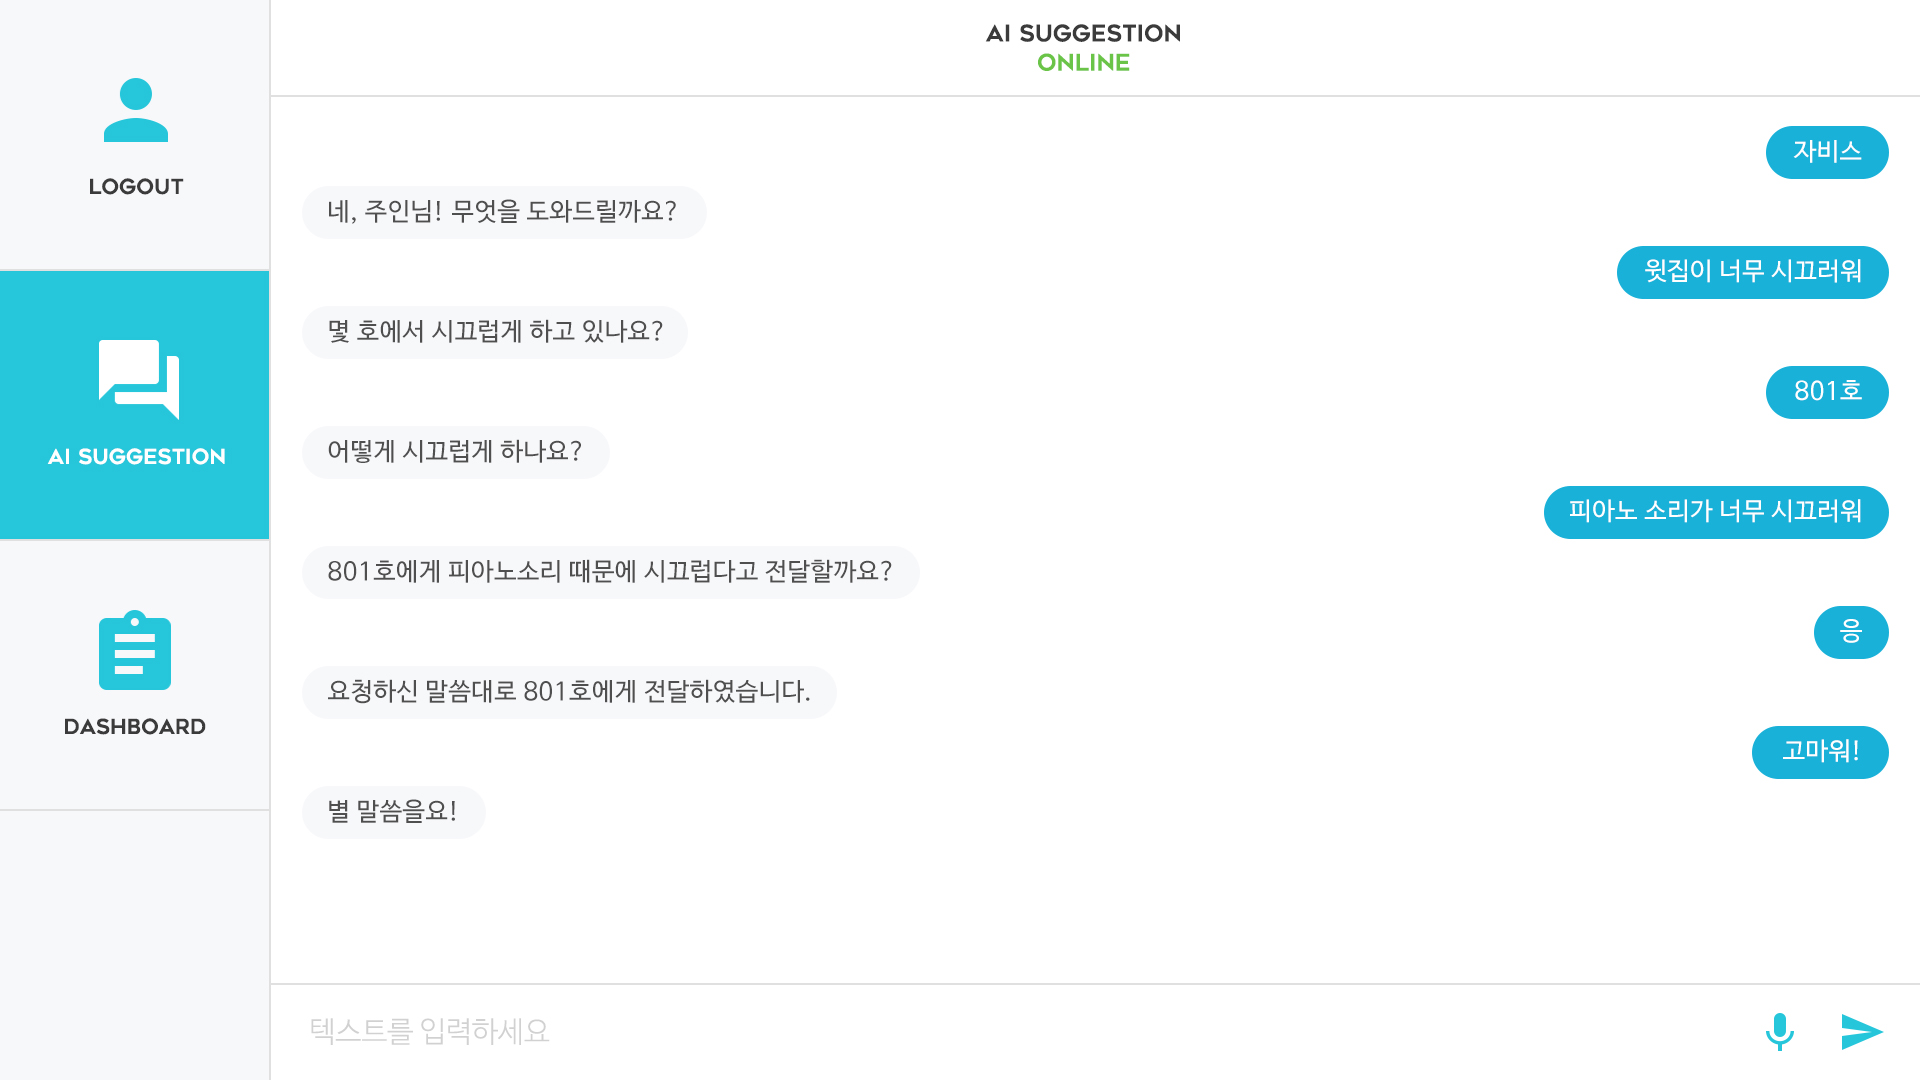 LOGOUT
AI SUGGESTION
DASHBOARD
AI SUGGESTION
ONLINE
자비스
네, 주인님! 무엇을 도와드릴까요?
윗집이 너무 시끄러워
몇 호에서 시끄럽게 하고 있나요?
801호
어떻게 시끄럽게 하나요?
피아노 소리가 너무 시끄러워
801호에게 피아노소리 때문에 시끄럽다고 전달할까요?
응
요청하신 말씀대로 801호에게 전달하였습니다.
고마워!
별 말씀을요!
텍스트를 입력하세요